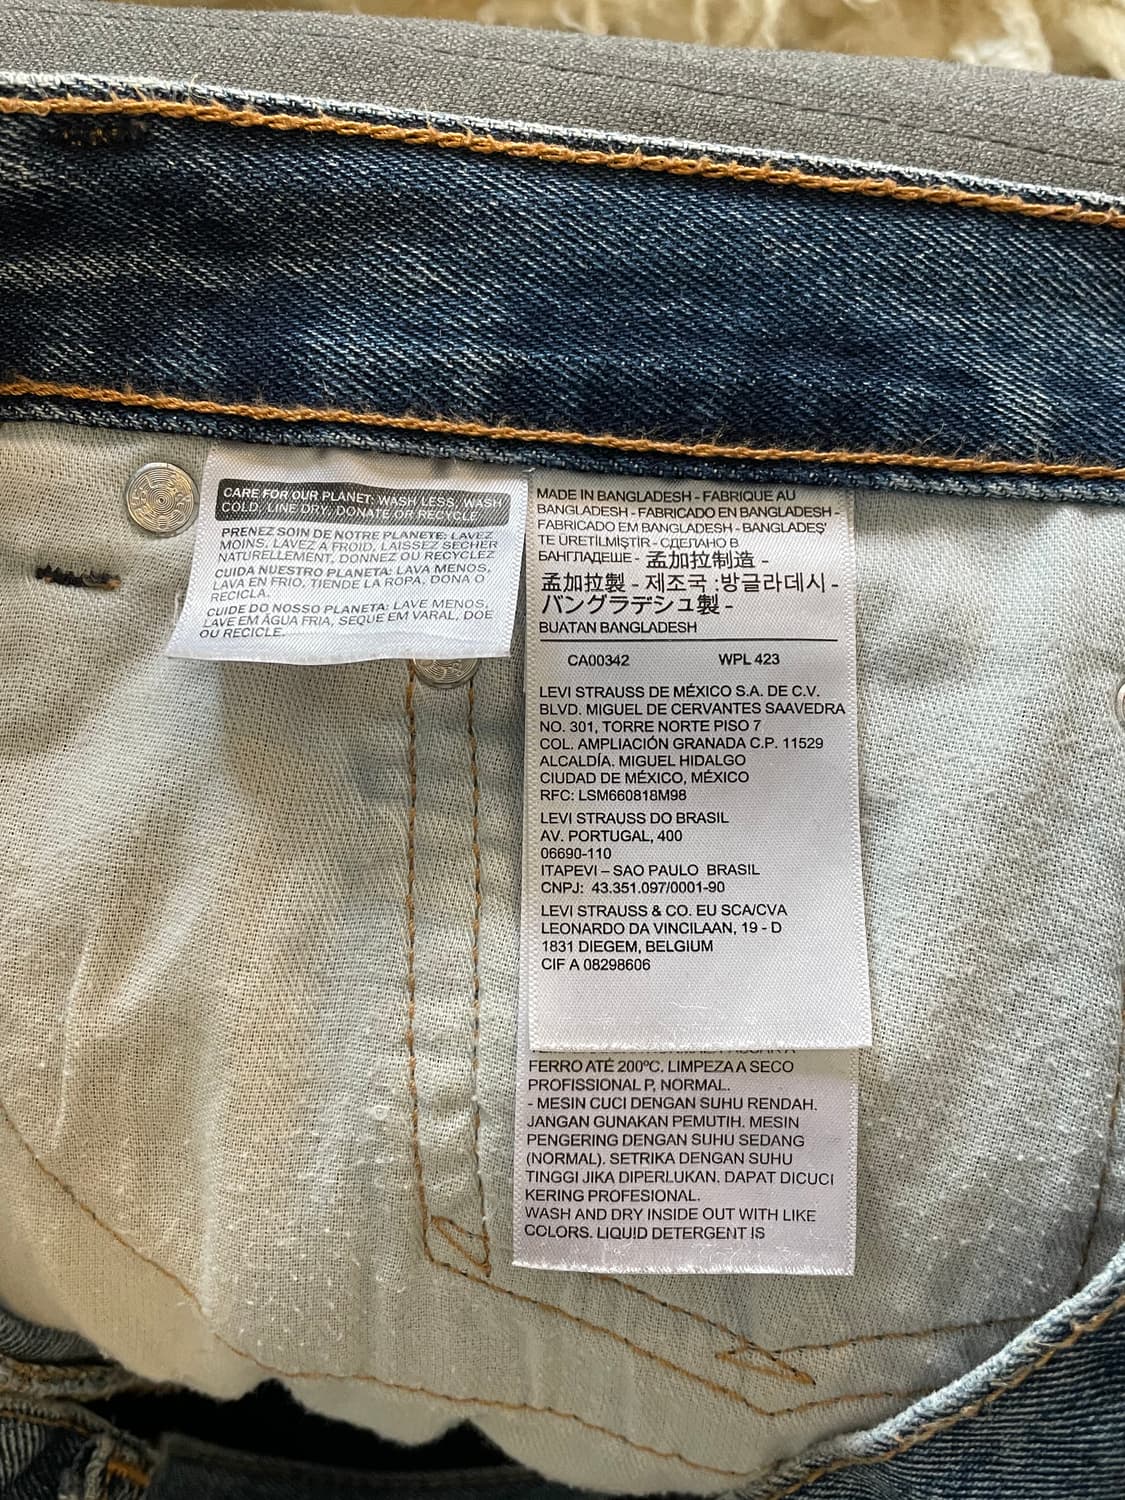 CARE FOR OUR PLANET: WASH LESS, WASH
COLD, LINE DRY, DONATE OR RECYCLE
PRENEZ SOIN DE NOTRE PLANETE: LAVEZ
MOINS, LAVEZ À FROID, LAISSEZ SÉCHER
NATURELLEMENT, DONNEZ OU RECYCLEZ
CUIDA NUESTRO PLANETA: LAVA MENOS,
LAVA EN FRIO, TIENDE LA ROPA, DONA O
RECICLA.
CUIDE DO NOSSO PLANETA: LAVE MENOS,
LAVE EM ÁGUA FRIA, SEQUE EM VARAL, DOE
OU RECICLE.
MADE IN BANGLADESH - FABRIQUE AU
BANGLADESH - FABRICADO EN BANGLADESH -
FABRICADO EM BANGLADESH - BANGLADEŞ'
TE ÜRETİLMİŞTİR - СДЕЛАНО В
БАНГЛАДЕШЕ - 孟加拉制造 -
孟加拉製 - 제조국 :방글라데시 -
バングラデシュ製 -
BUATAN BANGLADESH
CA00342 WPL 423
LEVI STRAUSS DE MÉXICO S.A. DE C.V.
BLVD. MIGUEL DE CERVANTES SAAVEDRA
NO. 301, TORRE NORTE PISO 7
COL. AMPLIACIÓN GRANADA C.P. 11529
ALCALDÍA. MIGUEL HIDALGO
CIUDAD DE MÉXICO, MÉXICO
RFC: LSM660818M98
LEVI STRAUSS DO BRASIL
AV. PORTUGAL, 400
06690-110
ITAPEVI – SAO PAULO BRASIL
CNPJ: 43.351.097/0001-90
LEVI STRAUSS & CO. EU SCA/CVA
LEONARDO DA VINCILAAN, 19 - D
1831 DIEGEM, BELGIUM
CIF A 08298606
FERRO ATÉ 200ºC. LIMPEZA A SECO
PROFISSIONAL P, NORMAL.
- MESIN CUCI DENGAN SUHU RENDAH.
JANGAN GUNAKAN PEMUTIH. MESIN
PENGERING DENGAN SUHU SEDANG
(NORMAL). SETRIKA DENGAN SUHU
TINGGI JIKA DIPERLUKAN. DAPAT DICUCI
KERING PROFESIONAL.
WASH AND DRY INSIDE OUT WITH LIKE
COLORS. LIQUID DETERGENT IS